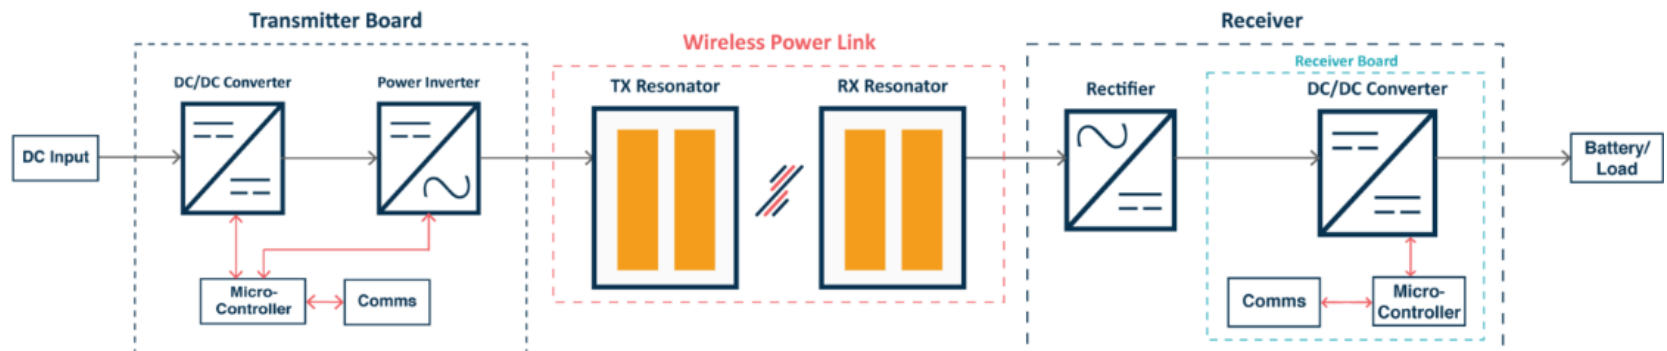 Transmitter Board
DC/DC Converter
Power Inverter
DC Input
Micro-
Controller
Comms
Wireless Power Link
TX Resonator
RX Resonator
Receiver
Receiver Board
Rectifier
DC/DC Converter
Comms
Micro-
Controller
Battery/
Load